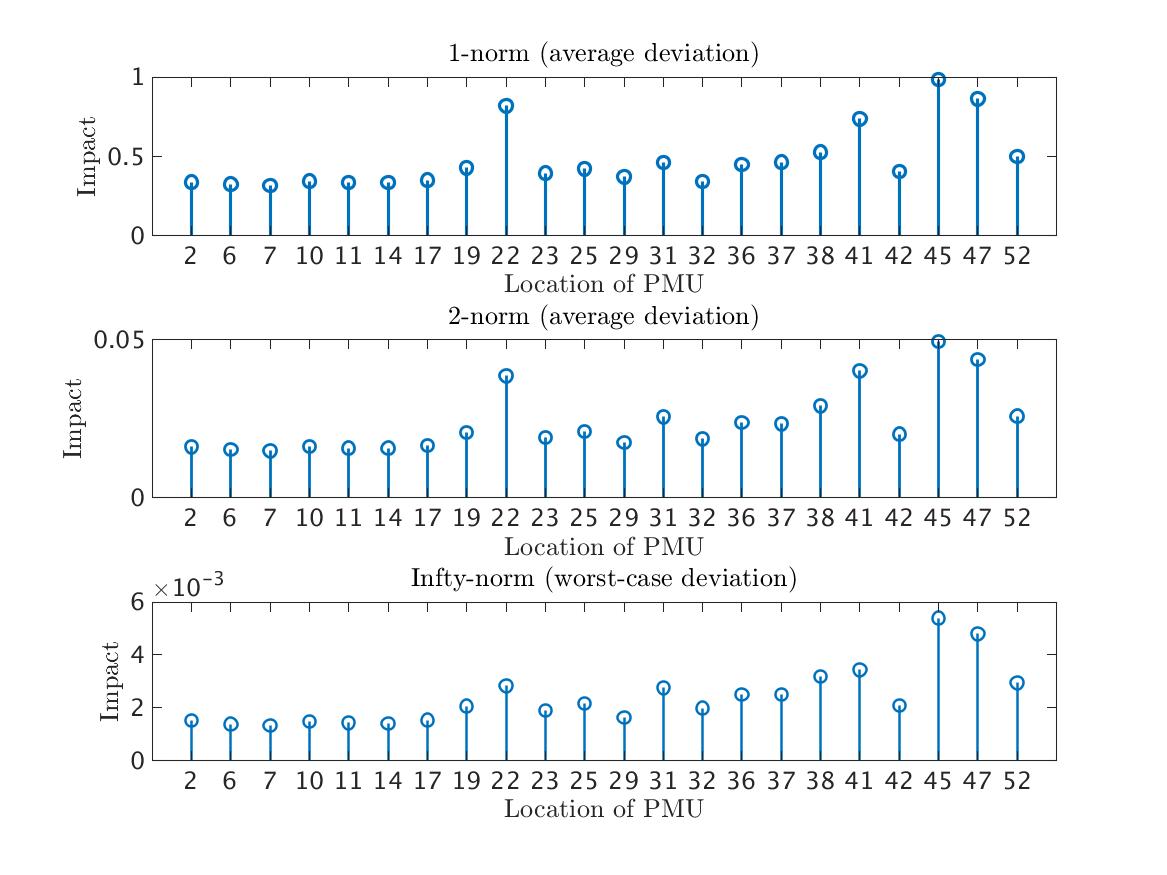 1-norm (average deviation)
1
0.5
0
Impact
2 6 7 10 11 14 17 19 22 23 25 29 31 32 36 37 38 41 42 45 47 52
Location of PMU
2-norm (average deviation)
0.05
0
Impact
2 6 7 10 11 14 17 19 22 23 25 29 31 32 36 37 38 41 42 45 47 52
Location of PMU
Infty-norm (worst-case deviation)
×10⁻³
6
4
2
0
Impact
2 6 7 10 11 14 17 19 22 23 25 29 31 32 36 37 38 41 42 45 47 52
Location of PMU